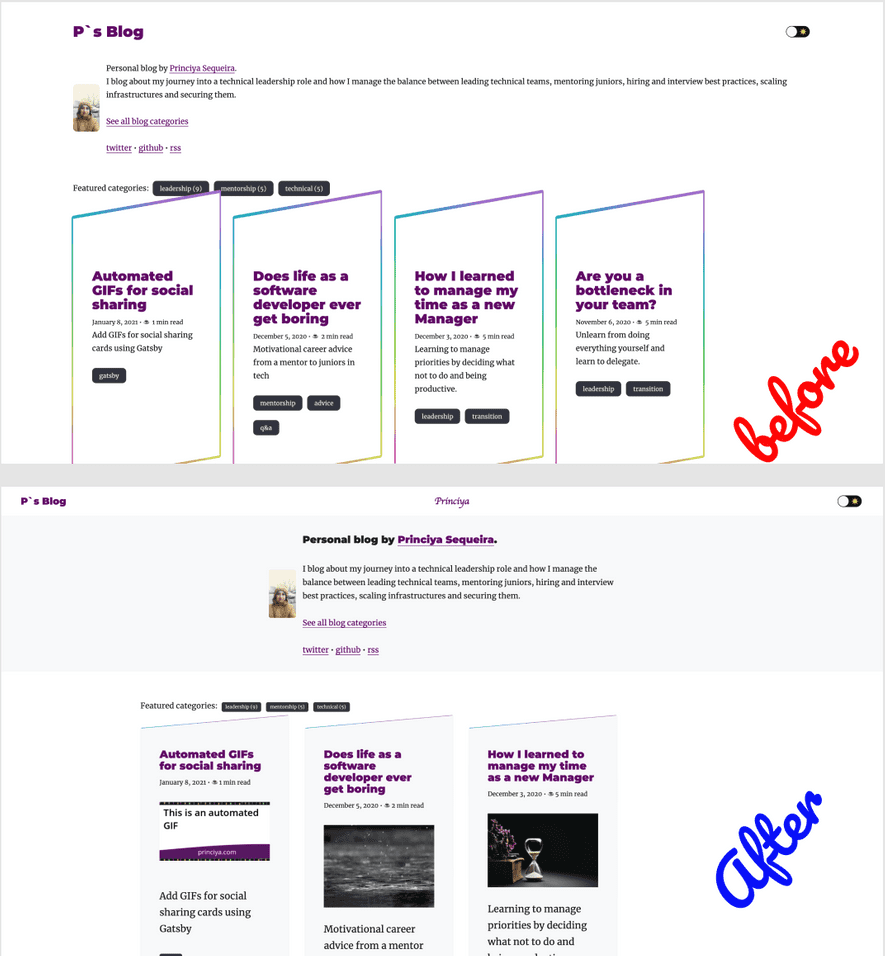 P`s Blog
Personal blog by Princiya Sequeira.
I blog about my journey into a technical leadership role and how I manage the balance between leading technical teams, mentoring juniors, hiring and interview best practices, scaling
infrastructures and securing them.
See all blog categories
twitter • github • rss
Featured categories: leadership (9) mentorship (5) technical (5)
Automated
GIFs for social
sharing
January 8, 2021 • 1 min read
Add GIFs for social sharing
cards using Gatsby
gatsby
Does life as a
software
developer ever
get boring
December 5, 2020 • 2 min read
Motivational career advice
from a mentor to juniors in
tech
mentorship advice
q&a
How I learned
to manage my
time as a new
Manager
December 3, 2020 • 5 min read
Learning to manage
priorities by deciding what
not to do and being
productive.
leadership transition
Are you a
bottleneck in
your team?
November 6, 2020 • 5 min read
Unlearn from doing
everything yourself and
learn to delegate.
leadership transition
before
P`s Blog
Princiya
Personal blog by Princiya Sequeira.
I blog about my journey into a technical leadership role and how I manage the
balance between leading technical teams, mentoring juniors, hiring and interview
best practices, scaling infrastructures and securing them.
See all blog categories
twitter • github • rss
Featured categories: leadership (9) mentorship (5) technical (5)
Automated GIFs
for social sharing
January 8, 2021 • 1 min read
This is an automated
GIF
princiya.com
Add GIFs for social
sharing cards using
Gatsby
Does life as a
software
developer ever
get boring
December 5, 2020 • 2 min read
Motivational career
advice from a mentor
How I learned to
manage my time
as a new Manager
December 3, 2020 • 5 min read
Learning to manage
priorities by deciding
what not to do and
After